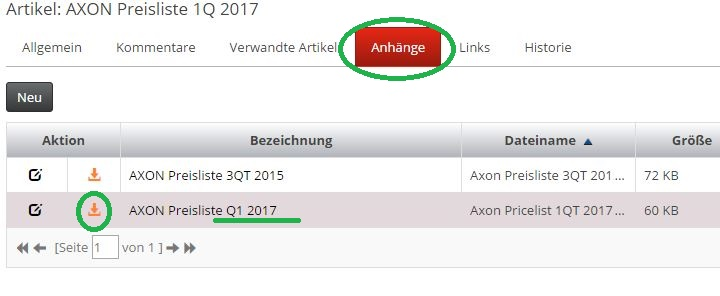 Artikel: AXON Preisliste 1Q 2017
Allgemein Kommentare Verwandte Artikel Anhänge Links Historie
Neu
Aktion Bezeichnung Dateiname Größe
AXON Preisliste 3QT 2015 Axon Preisliste 3QT 201... 72 KB
AXON Preisliste Q1 2017 Axon Pricelist 1QT 2017... 60 KB
[Seite 1 von 1 ]